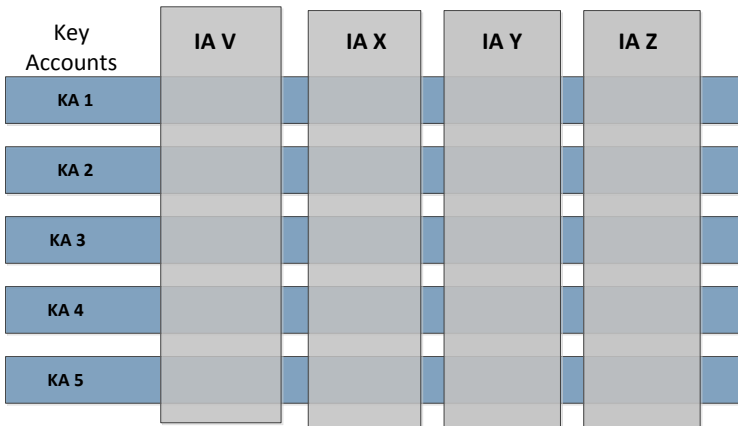 Key
Accounts
IA V
IA X
IA Y
IA Z
KA 1
KA 2
KA 3
KA 4
KA 5